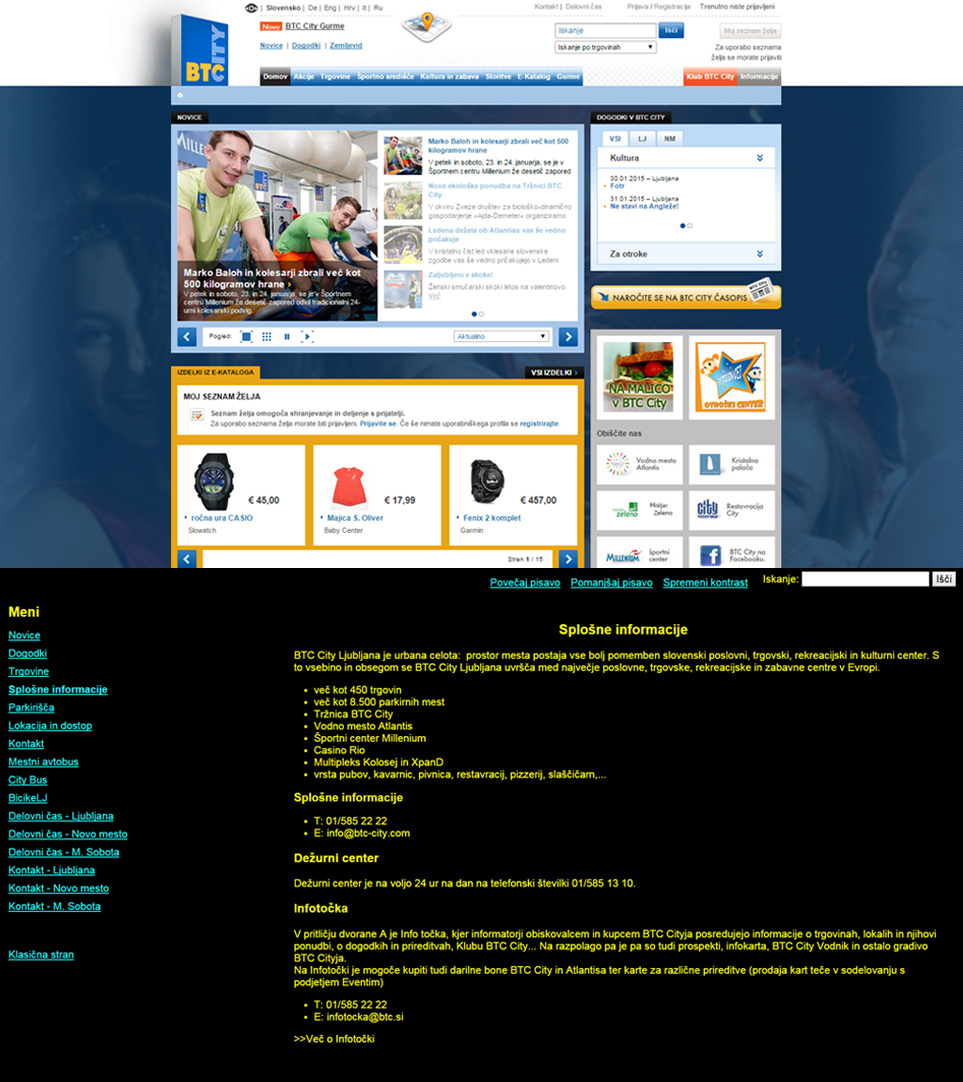 | Slovensko | De | Eng | Hrv | It | Ru
Kontakt | Delovni čas
Prijava / Registracija Trenutno niste prijavljeni
Novo BTC City Gurme
Novice | Dogodki | Zemljevid
Iskanje Išči
Iskanje po trgovinah
Moj seznam želja
Za uporabo seznama
želja se morate prijaviti
BTC CITY
Domov Akcije Trgovine Športno središče Kultura in zabava Storitve E-Katalog Gurme Klub BTC City Informacije
NOVICE
Marko Baloh in kolesarji zbrali več kot
500 kilogramov hrane ›
V petek in soboto, 23. in 24. januarja, se je v Športnem
centru Millenium že desetič zapored odvil tradicionalni 24-
urni kolesarski podvig.
Marko Baloh in kolesarji zbrali več kot 500
kilogramov hrane
V petek in soboto, 23. in 24. januarja, se je v
Športnem centru Millenium že desetič zapored
Novo ekološka ponudba na Tržnici BTC
City
V okviru Zveze društev za biološko-dinamično
gospodarjenje »Ajda-Demeter« organiziramo
Ledena dežela ob Atlantisu vas še vedno
pričakuje
V kristalno čist led vklesane slovenske
zgodbe vas še vedno pričakujejo v Ledeni
Zaljubljeni v skoke!
Ženski smučarski skoki letos na valentinovo.
Več
Pogled:
Aktualno
DOGODKI V BTC CITY
VSI LJ NM
Kultura
30.01.2015 – Ljubljana
Fotr
31.01.2015 – Ljubljana
Ne stavi na Angleže!
Za otroke
NAROČITE SE NA BTC CITY ČASOPIS
IZDELKI IZ E-KATALOGA
VSI IZDELKI >
MOJ SEZNAM ŽELJA
Seznam želja omogoča shranjevanje in deljenje s prijatelji.
Za uporabo seznama želja morate biti prijavljeni. Prijavite se. Če še nimate uporabniškega profila se registrirajte.
€ 45,00
ročna ura CASIO
Slowatch
€ 17,99
Majica S. Oliver
Baby Center
€ 457,00
Fenix 2 komplet
Garmin
Stran 1 / 15
NA MALICO
V BTC City
OTROŠKI CENTER
Obiščite nas
Vodno mesto
Atlantis
Kristalna
palača
Misija:
Zeleno
Restavracija
City
MILLENIUM
Športni
center
BTC City na
Facebooku.
Povečaj pisavo Pomanjšaj pisavo Spremeni kontrast Iskanje: Išči
Meni
Novice
Dogodki
Trgovine
Splošne informacije
Parkirišča
Lokacija in dostop
Kontakt
Mestni avtobus
City Bus
BicikeLJ
Delovni čas - Ljubljana
Delovni čas - Novo mesto
Delovni čas - M. Sobota
Kontakt - Ljubljana
Kontakt - Novo mesto
Kontakt - M. Sobota
Klasična stran
Splošne informacije
BTC City Ljubljana je urbana celota: prostor mesta postaja vse bolj pomemben slovenski poslovni, trgovski, rekreacijski in kulturni center. S
to vsebino in obsegom se BTC City Ljubljana uvršča med največje poslovne, trgovske, rekreacijske in zabavne centre v Evropi.
• več kot 450 trgovin
• več kot 8.500 parkirnih mest
• Tržnica BTC City
• Vodno mesto Atlantis
• Športni center Millenium
• Casino Rio
• Multipleks Kolosej in XpanD
• vrsta pubov, kavarnic, pivnica, restavracij, pizzerij, slaščičarn,...
Splošne informacije
• T: 01/585 22 22
• E: info@btc-city.com
Dežurni center
Dežurni center je na voljo 24 ur na dan na telefonski številki 01/585 13 10.
Infotočka
V pritličju dvorane A je Info točka, kjer informatorji obiskovalcem in kupcem BTC Cityja posredujejo informacije o trgovinah, lokalih in njihovi
ponudbi, o dogodkih in prireditvah, Klubu BTC City... Na razpolago pa je pa so tudi prospekti, infokarta, BTC City Vodnik in ostalo gradivo
BTC Cityja.
Na Infotočki je mogoče kupiti tudi darilne bone BTC City in Atlantisa ter karte za različne prireditve (prodaja kart teče v sodelovanju s
podjetjem Eventim)
• T: 01/585 22 22
• E: infotocka@btc.si
>>Več o Infotočki